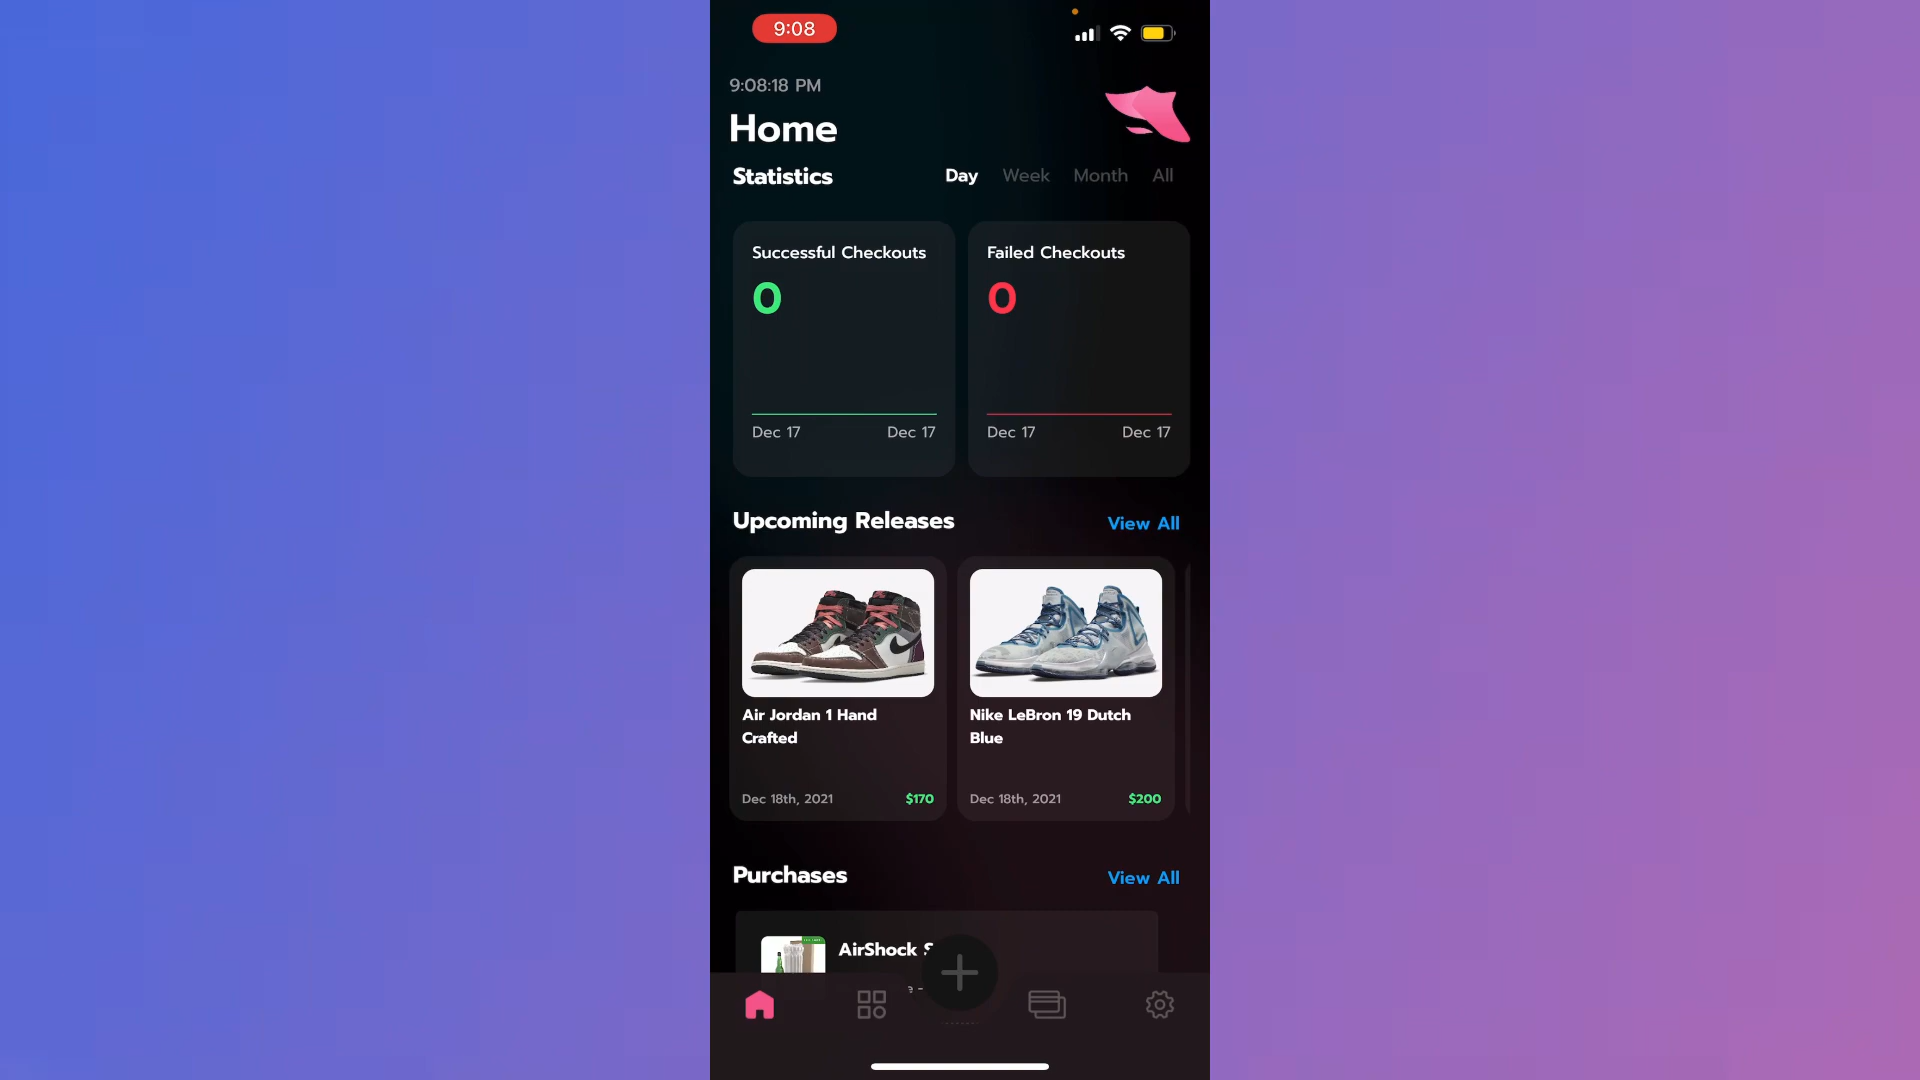 9:08
9:08:18 PM
Home
Statistics
Day Week Month All
Successful Checkouts
0
Dec 17 Dec 17
Failed Checkouts
0
Dec 17 Dec 17
Upcoming Releases
View All
Air Jordan 1 Hand
Crafted
Dec 18th, 2021 $170
Nike LeBron 19 Dutch
Blue
Dec 18th, 2021 $200
Purchases
View All
AirShock S